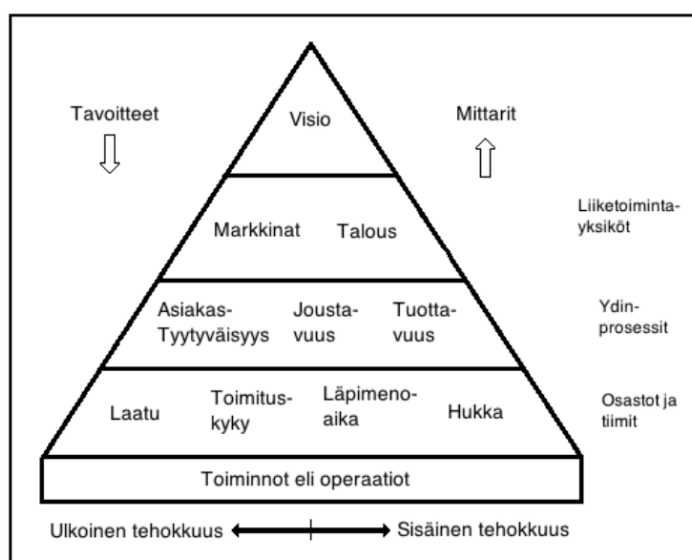 Tavoitteet
Visio
Mittarit
Markkinat Talous
Liiketoiminta-
yksiköt
Asiakas- Jousta- Tuotta-
Tyytyväisyys vuus vuus
Ydin-
prosessit
Laatu
Toimitus-
kyky
Läpimeno-
aika
Hukka
Osastot ja
tiimit
Toiminnot eli operaatiot
Ulkoinen tehokkuus Sisäinen tehokkuus